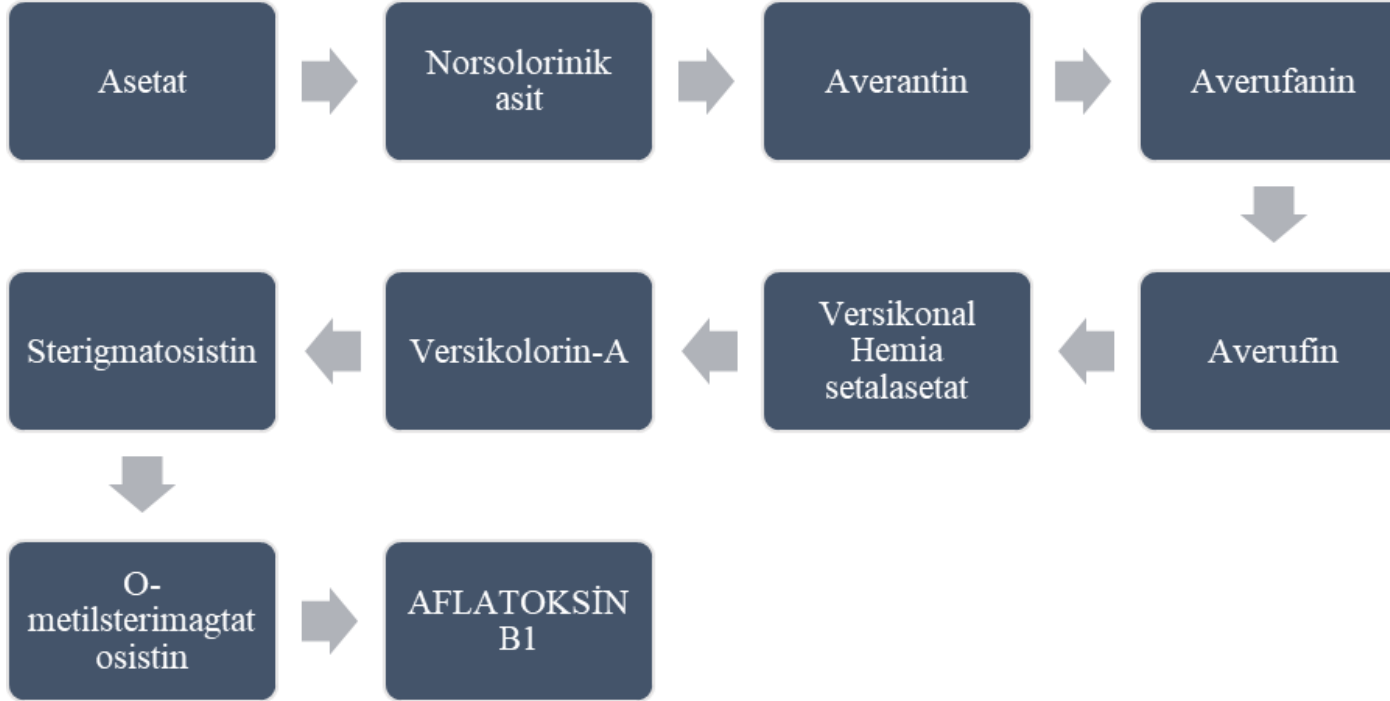 Asetat
Norsolorinik
asit
Averantin
Averufanin
Averufin
Versikonal
Hemia
setalasetat
Versikolorin-A
Sterigmatosistin
O-
metilsterimagtat
osistin
AFLATOKSİN
B1